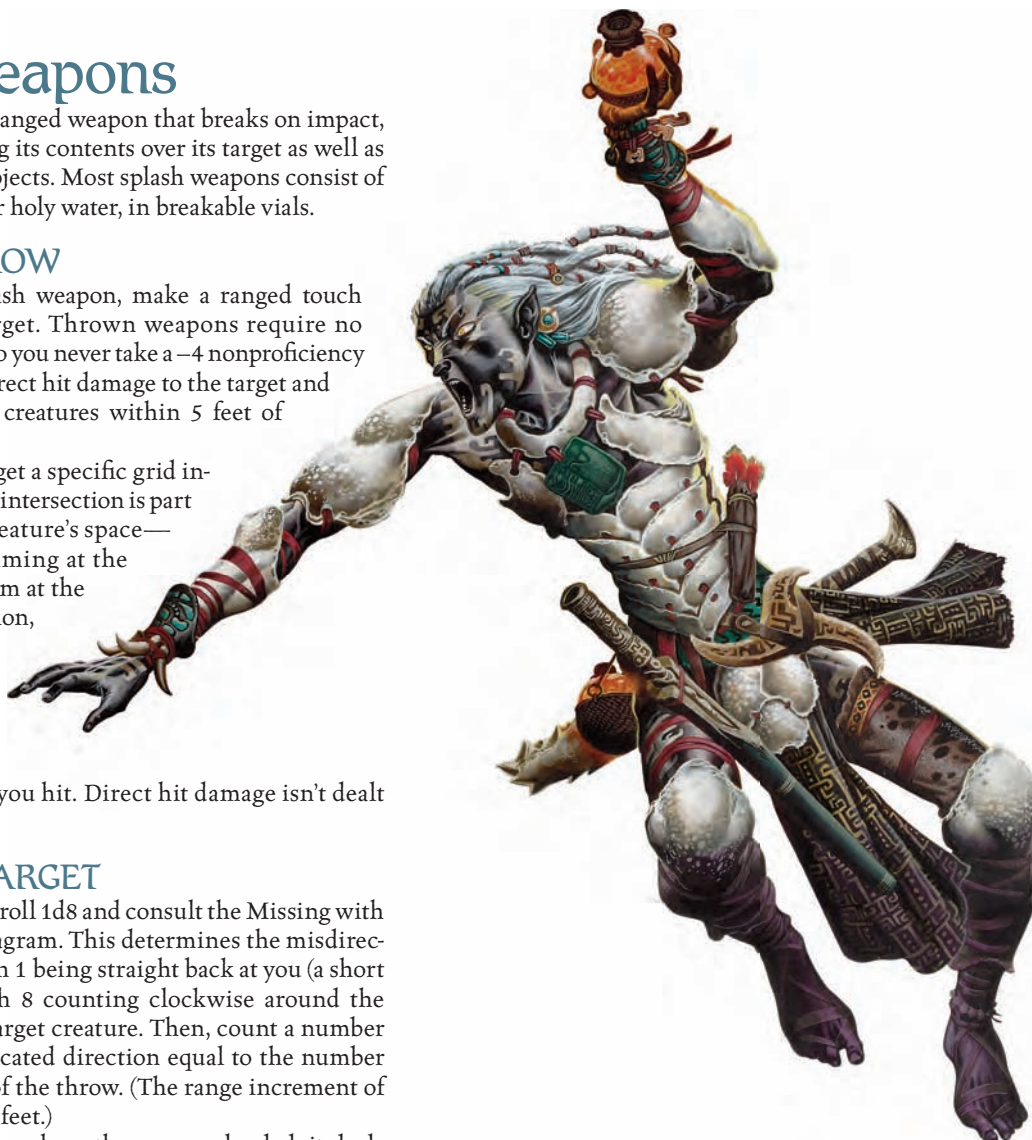 eapons
anged weapon that breaks on impact,
g its contents over its target as well as
bjects. Most splash weapons consist of
r holy water, in breakable vials.
OW
ash weapon, make a ranged touch
rget. Thrown weapons require no
o you never take a –4 nonproficiency
rect hit damage to the target and
creatures within 5 feet of
get a specific grid in-
intersection is part
eature's space—
iming at the
m at the
on,
you hit. Direct hit damage isn't dealt
ARGET
roll 1d8 and consult the Missing with
gram. This determines the misdirec-
h 1 being straight back at you (a short
h 8 counting clockwise around the
arget creature. Then, count a number
cated direction equal to the number
of the throw. (The range increment of
feet.)